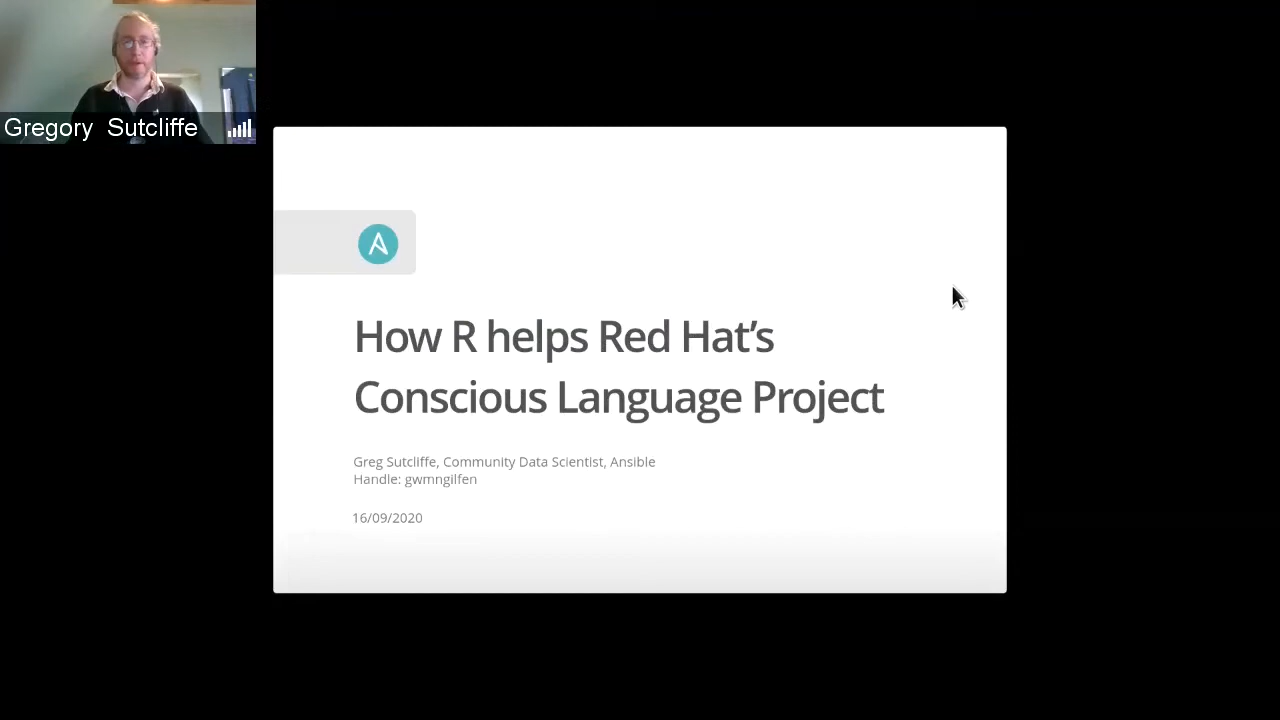 Gregory Sutcliffe
How R helps Red Hat’s
Conscious Language Project
Greg Sutcliffe, Community Data Scientist, Ansible
Handle: gwmngilfen
16/09/2020